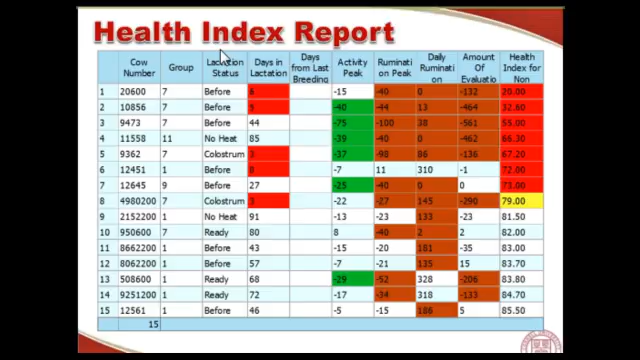 Health Index Report
Cow Number Group Lactation Status Days in Lactation Days from Last Breeding Activity Peak Ruminati on Peak Daily Ruminati on Amount Of Evaluatio Health Index for Non
1 20600 7 Before 6 -15 -40 0 -132 20.00
2 10856 7 Before 5 -40 -44 13 -464 32.60
3 9473 7 Before 44 -75 -100 38 -561 55.00
4 11558 11 No Heat 85 -39 -40 0 -462 66.30
5 9362 7 Colostrum 3 -37 -98 86 -136 67.20
6 12451 1 Before 8 -7 11 310 -1 72.00
7 12645 9 Before 27 -25 -40 0 0 73.00
8 4980200 7 Colostrum 3 -22 -27 145 -290 79.00
9 2152200 1 No Heat 91 -13 -23 133 -23 81.50
10 950600 7 Ready 80 8 -40 2 2 82.00
11 8662200 1 Before 43 -15 -20 181 -35 83.00
12 8062200 1 Before 57 -7 -21 135 15 83.70
13 508600 1 Ready 68 -29 -52 328 -206 83.80
14 9251200 1 Ready 72 -17 -34 318 -133 84.70
15 12561 1 Before 46 -5 -15 186 5 85.50
15